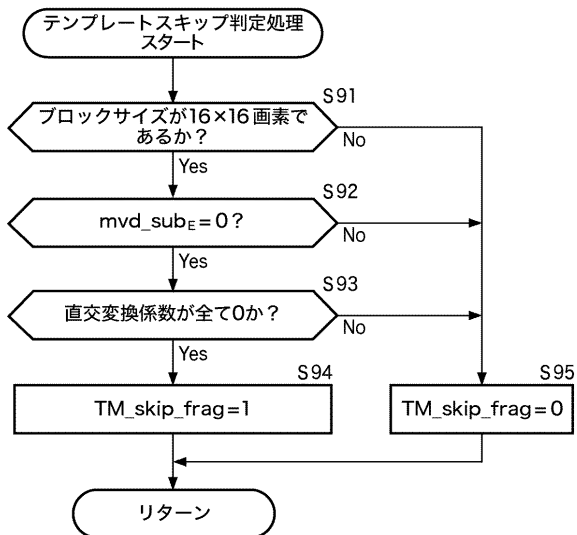 テンプレートスキップ判定処理
スタート
S91
ブロックサイズが16×16画素で
あるか？
No
Yes
S92
mvd_subE=0？
No
Yes
S93
直交変換係数が全て0か？
No
Yes
S94
TM_skip_frag=1
S95
TM_skip_frag=0
リターン